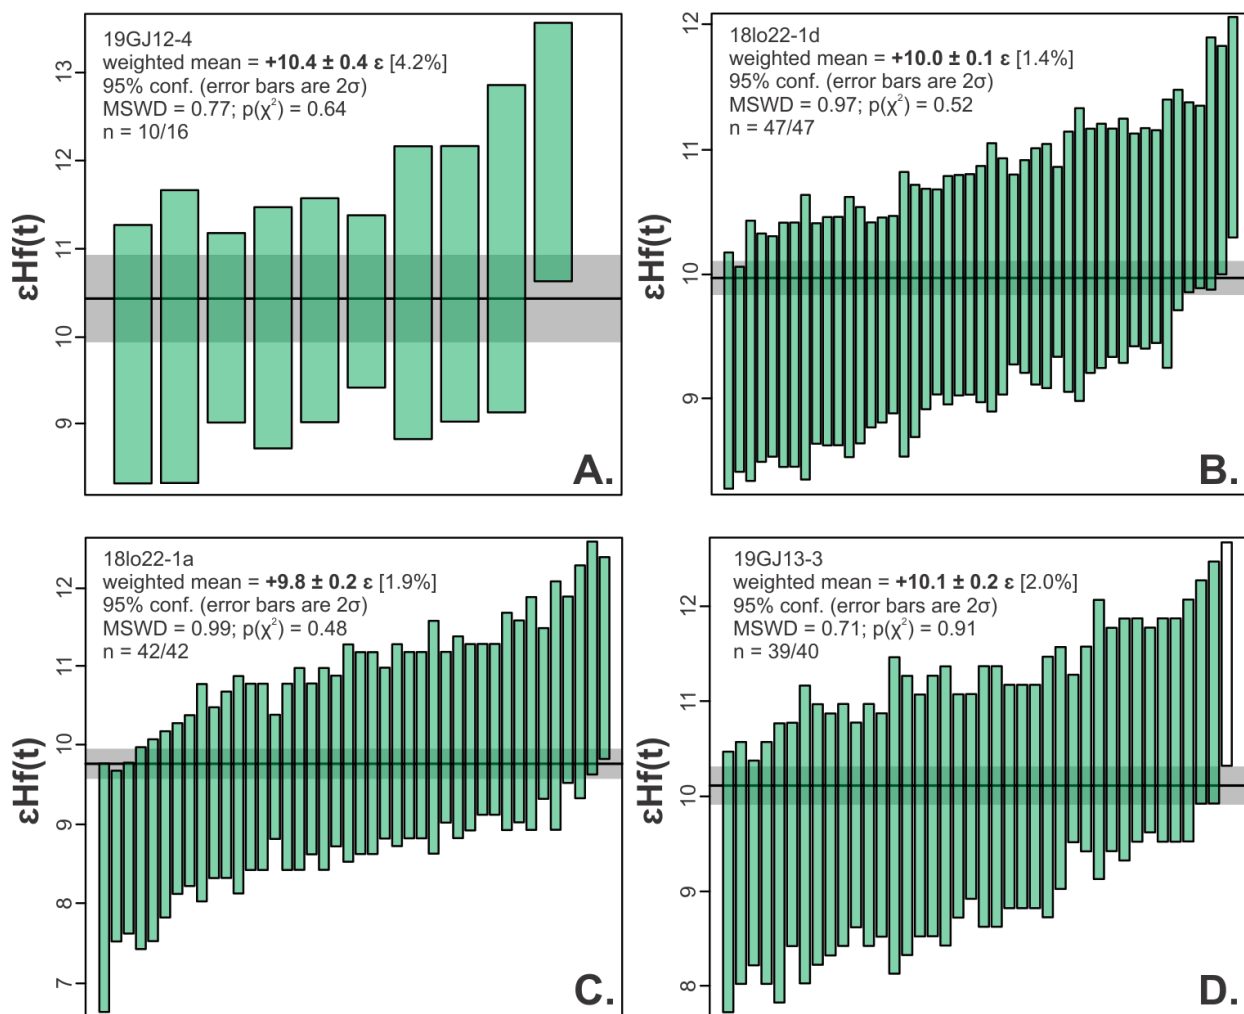 19GJ12-4
weighted mean = +10.4 ± 0.4 ε [4.2%]
95% conf. (error bars are 2σ)
MSWD = 0.77; p(χ²) = 0.64
n = 10/16
13
12
11
10
9
εHf(t)
A.
18lo22-1d
weighted mean = +10.0 ± 0.1 ε [1.4%]
95% conf. (error bars are 2σ)
MSWD = 0.97; p(χ²) = 0.52
n = 47/47
12
11
10
9
εHf(t)
B.
18lo22-1a
weighted mean = +9.8 ± 0.2 ε [1.9%]
95% conf. (error bars are 2σ)
MSWD = 0.99; p(χ²) = 0.48
n = 42/42
12
11
10
9
8
7
εHf(t)
C.
19GJ13-3
weighted mean = +10.1 ± 0.2 ε [2.0%]
95% conf. (error bars are 2σ)
MSWD = 0.71; p(χ²) = 0.91
n = 39/40
12
11
10
9
8
εHf(t)
D.